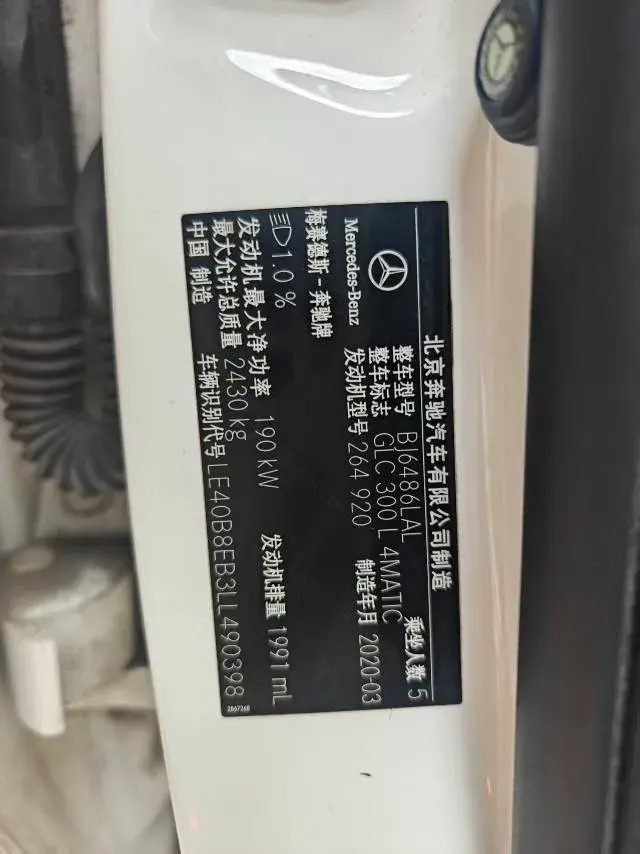 北京奔驰汽车有限公司制造
整车型号 BJ6486LAL 乘坐人数 5
整车标志 GLC 300 L 4MATIC
发动机型号 264 920 制造年月 2020-03
Mercedes-Benz
梅赛德斯-奔驰牌
1.0 %
发动机最大净功率 190 kW 发动机排量 1991 mL
最大允许总质量 2430 kg
中国 制造 车辆识别代号 LE40B8EB3LL490398
2867268